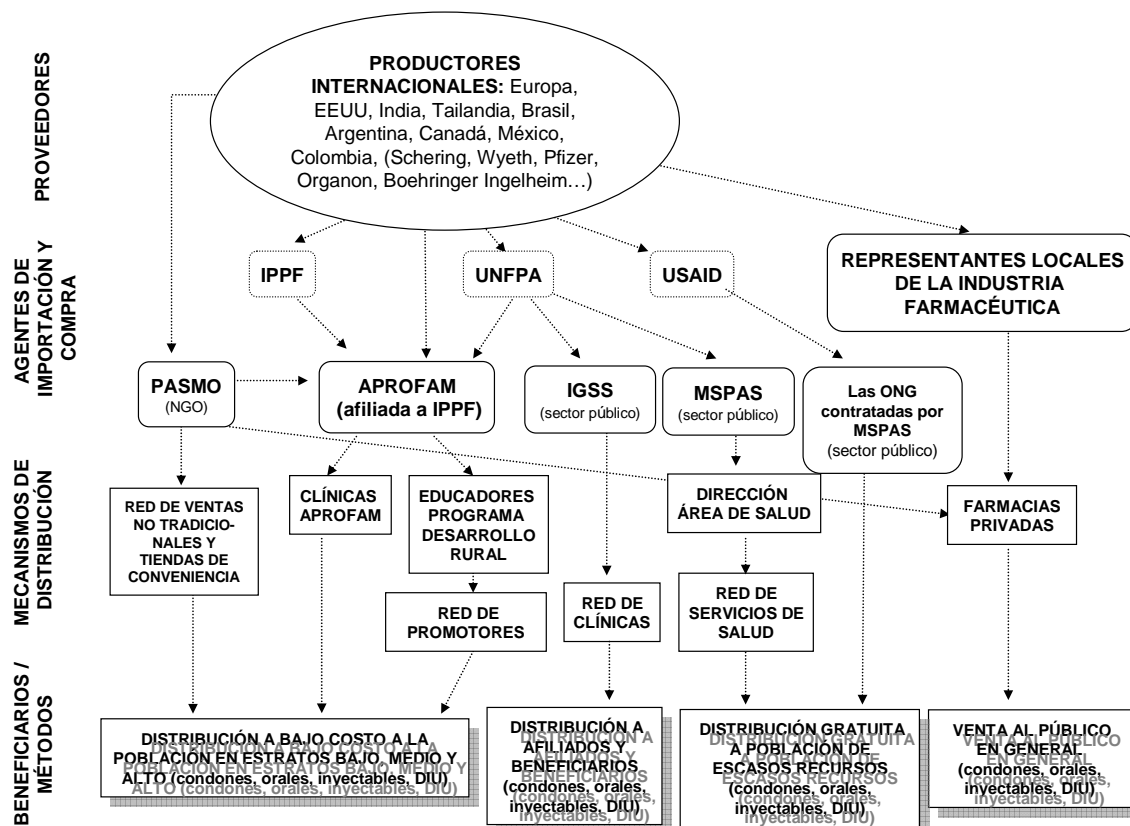 PROVEEDORES
PRODUCTORES
INTERNACIONALES: Europa,
EEUU, India, Tailandia, Brasil,
Argentina, Canadá, México,
Colombia, (Schering, Wyeth, Pfizer,
Organon, Boehringer Ingelheim…)
AGENTES DE
IMPORTACIÓN Y
COMPRA
IPPF
UNFPA
USAID
REPRESENTANTES LOCALES
DE LA INDUSTRIA
FARMACÉUTICA
PASMO
(NGO)
APROFAM
(afiliada a IPPF)
IGSS
(sector público)
MSPAS
(sector público)
Las ONG
contratadas por
MSPAS
(sector público)
MECANISMOS DE
DISTRIBUCIÓN
RED DE VENTAS
NO TRADICIO-
NALES Y
TIENDAS DE
CONVENIENCIA
CLÍNICAS
APROFAM
EDUCADORES
PROGRAMA
DESARROLLO
RURAL
DIRECCIÓN
ÁREA DE SALUD
FARMACIAS
PRIVADAS
RED DE
PROMOTORES
RED DE
CLÍNICAS
RED DE
SERVICIOS DE
SALUD
BENEFICIARIOS /
MÉTODOS
DISTRIBUCIÓN A BAJO COSTO A LA
POBLACIÓN EN ESTRATOS BAJO, MEDIO Y
ALTO (condones, orales, inyectables, DIU)
DISTRIBUCIÓN A
AFILIADOS Y
BENEFICIARIOS
(condones, orales,
inyectables, DIU)
DISTRIBUCIÓN GRATUITA
A POBLACIÓN DE
ESCASOS RECURSOS
(condones, orales,
inyectables, DIU)
VENTA AL PÚBLICO
EN GENERAL
(condones, orales,
inyectables, DIU)